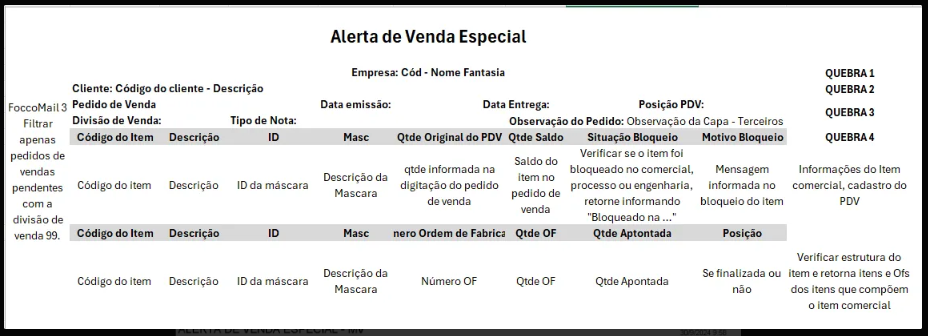 Alerta de Venda Especial
Empresa: Cód - Nome Fantasia
QUEBRA 1
Cliente: Código do cliente - Descrição
QUEBRA 2
Pedido de Venda Data emissão: Data Entrega: Posição PDV:
QUEBRA 3
Divisão de Venda: Tipo de Nota: Observação do Pedido: Observação da Capa - Terceiros
FoccoMail 3
Filtrar
apenas
pedidos de
vendas
pendentes
com a
divisão de
venda 99.
Código do Item Descrição ID Masc Qtde Original do PDV Qtde Saldo Situação Bloqueio Motivo Bloqueio QUEBRA 4
Código do item
Descrição
ID da máscara
Descrição da
Mascara
qtde informada na
digitação do pedido
de venda
Saldo do
item no
pedido de
venda
Verificar se o item foi
bloqueado no comercial,
processo ou engenharia,
retorne informando
"Bloqueado na ..."
Mensagem
informada no
bloqueio do item
Informações do Item
comercial, cadastro do
PDV
Código do Item Descrição ID Masc nero Ordem de Fabrica Qtde OF Qtde Aptontada Posição
Código do item
Descrição
ID da máscara
Descrição da
Mascara
Número OF
Qtde OF
Qtde Apontada
Se finalizada ou
não
Verificar estrutura do
item e retorna itens e Ofs
dos itens que compõem
o item comercial